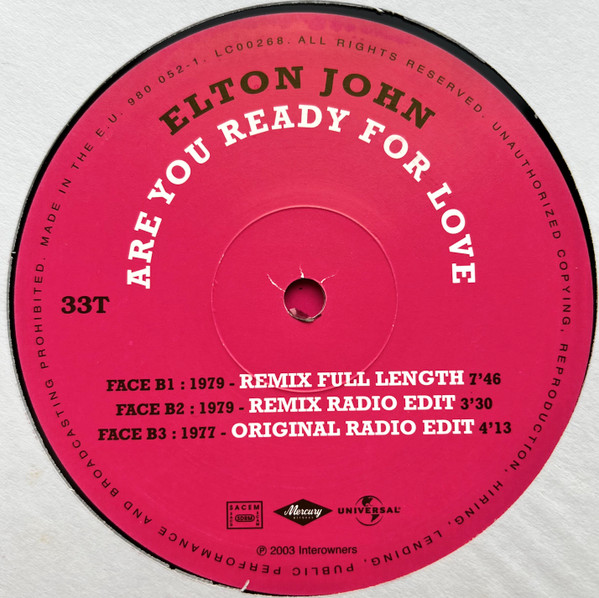 MADE IN THE E.U. 980 052-1. LC00268. ALL RIGHTS RESERVED. UNAUTHORIZED COPYING, REPRODUCTION, HIRING, LENDING, PUBLIC PERFORMANCE AND BROADCASTING PROHIBITED.
ELTON JOHN
ARE YOU READY FOR LOVE
33T
FACE B1 : 1979 - REMIX FULL LENGTH 7'46
FACE B2 : 1979 - REMIX RADIO EDIT 3'30
FACE B3 : 1977 - ORIGINAL RADIO EDIT 4'13
SACEM
SDRM
Mercury
UNIVERSAL
℗ 2003 Interowners